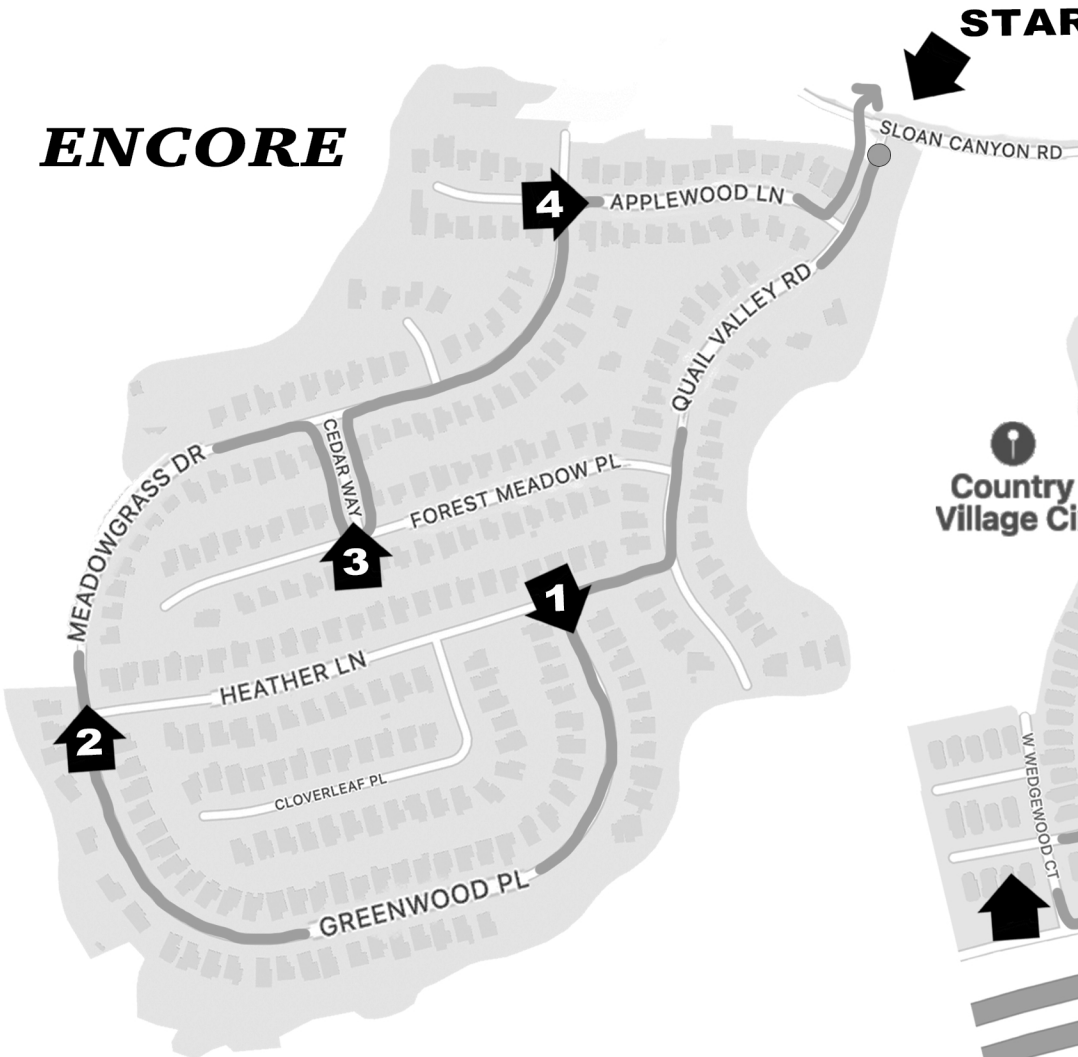 STAR
ENCORE
SLOAN CANYON RD
4
APPLEWOOD LN
QUAIL VALLEY RD
CEDAR WAY
MEADOWGRASS DR
FOREST MEADOW PL
Country
Village Ci
3
1
HEATHER LN
2
CLOVERLEAF PL
W WEDGEWOOD CT
GREENWOOD PL